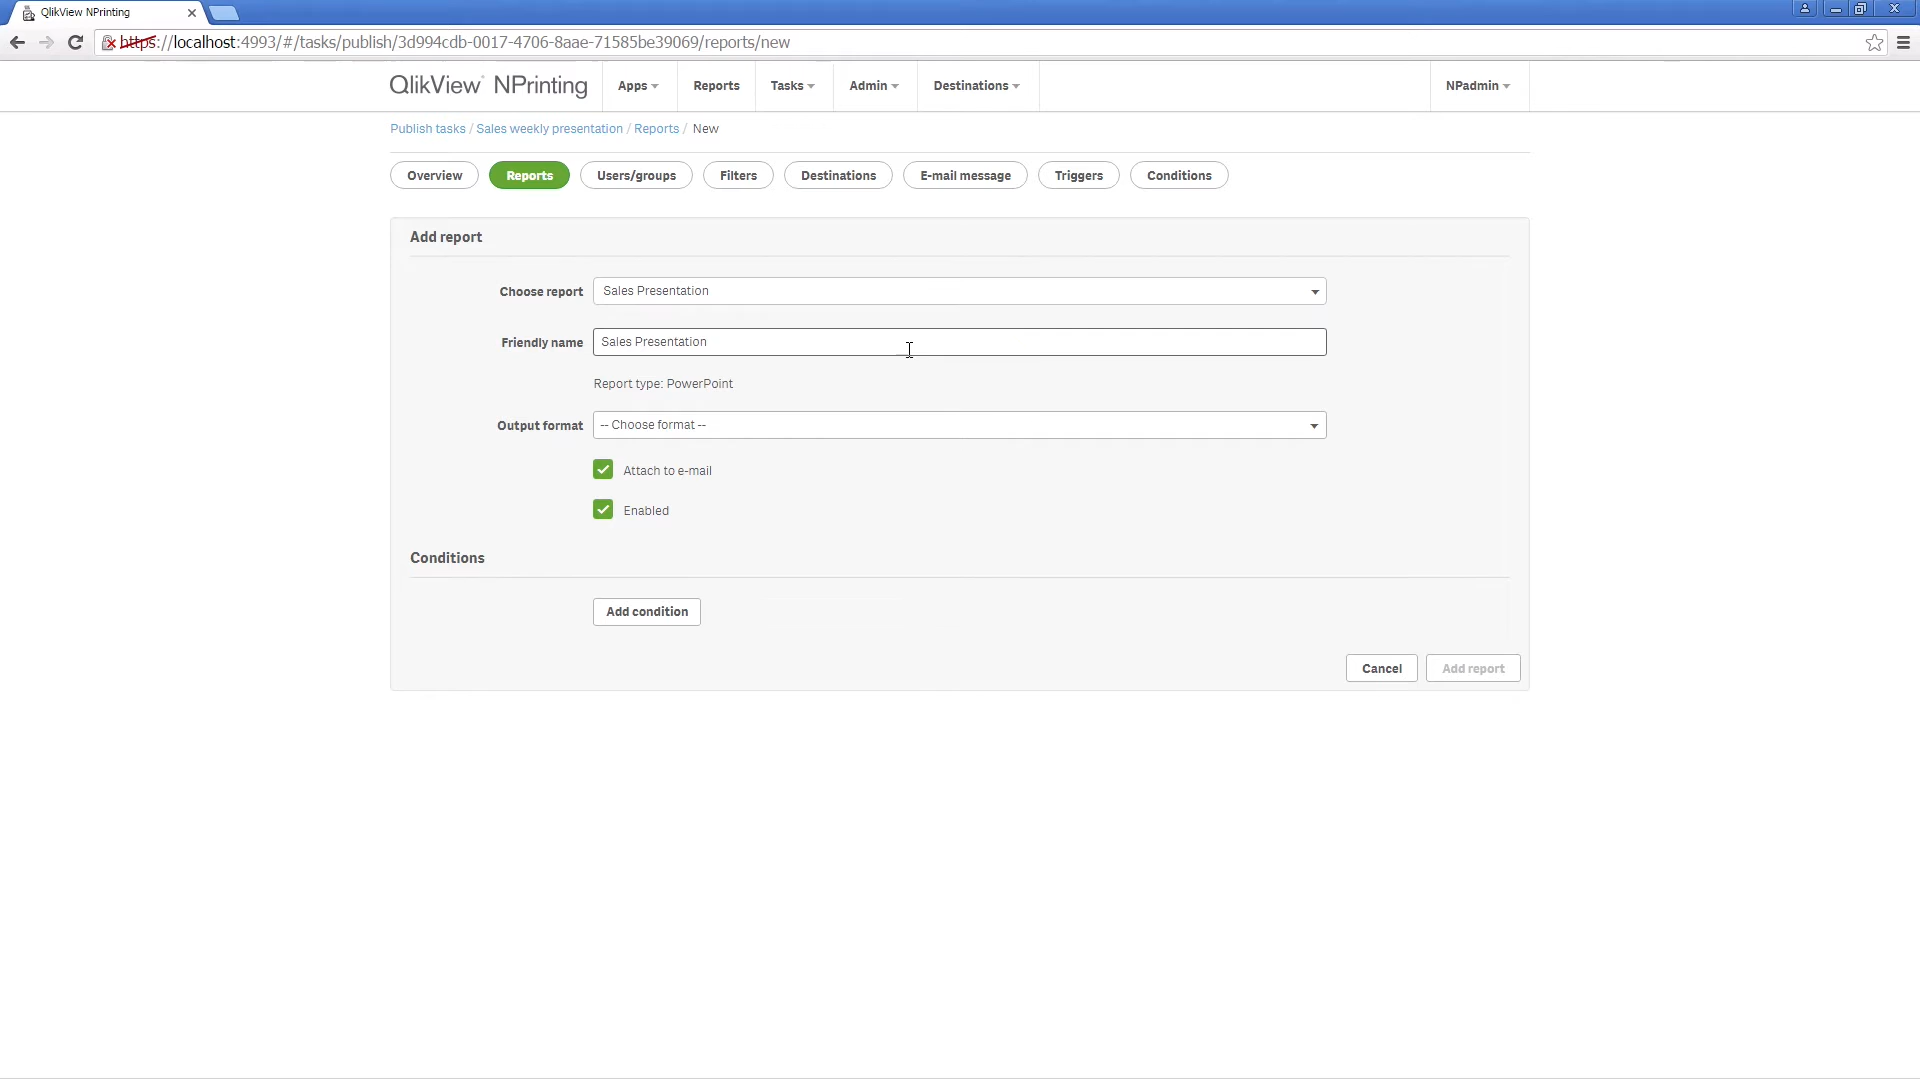 QlikView NPrinting
https://localhost:4993/#/tasks/publish/3d994cdb-0017-4706-8aae-71585be39069/reports/new
QlikView NPrinting Apps Reports Tasks Admin Destinations NPadmin
Publish tasks / Sales weekly presentation / Reports / New
Overview Reports Users/groups Filters Destinations E-mail message Triggers Conditions
Add report
Choose report Sales Presentation
Friendly name Sales Presentation
Report type: PowerPoint
Output format -- Choose format --
Attach to e-mail
Enabled
Conditions
Add condition
Cancel Add report